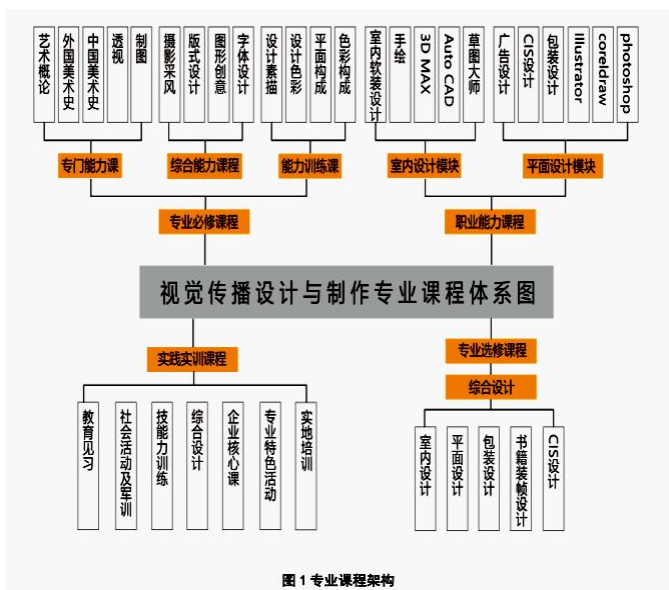 艺术概论
外国美术史
中国美术史
透视
制图
摄影采风
版式设计
图形创意
字体设计
设计素描
设计色彩
平面构成
色彩构成
室内软装设计
手绘
3D MAX
Auto CAD
草图大师
广告设计
CIS设计
包装设计
Illustrator
coreldraw
photoshop
专门能力课
综合能力课程
能力训练课
室内设计模块
平面设计模块
专业必修课程
职业能力课程
视觉传播设计与制作专业课程体系图
实践实训课程
专业选修课程
综合设计
教育见习
社会活动及军训
技能力训练
综合设计
企业核心课
专业特色活动
实地培训
室内设计
平面设计
包装设计
书籍装帧设计
CIS设计
图 1 专业课程架构